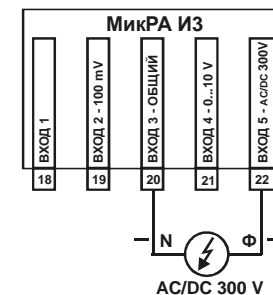 МикРА И3
ВХОД 1
ВХОД 2 - 100 mV
ВХОД 3 - ОБЩИЙ
ВХОД 4 - 0...10 V
ВХОД 5 - AC/DC 300V
18
19
20
21
22
– N Ф –
AC/DC 300 V